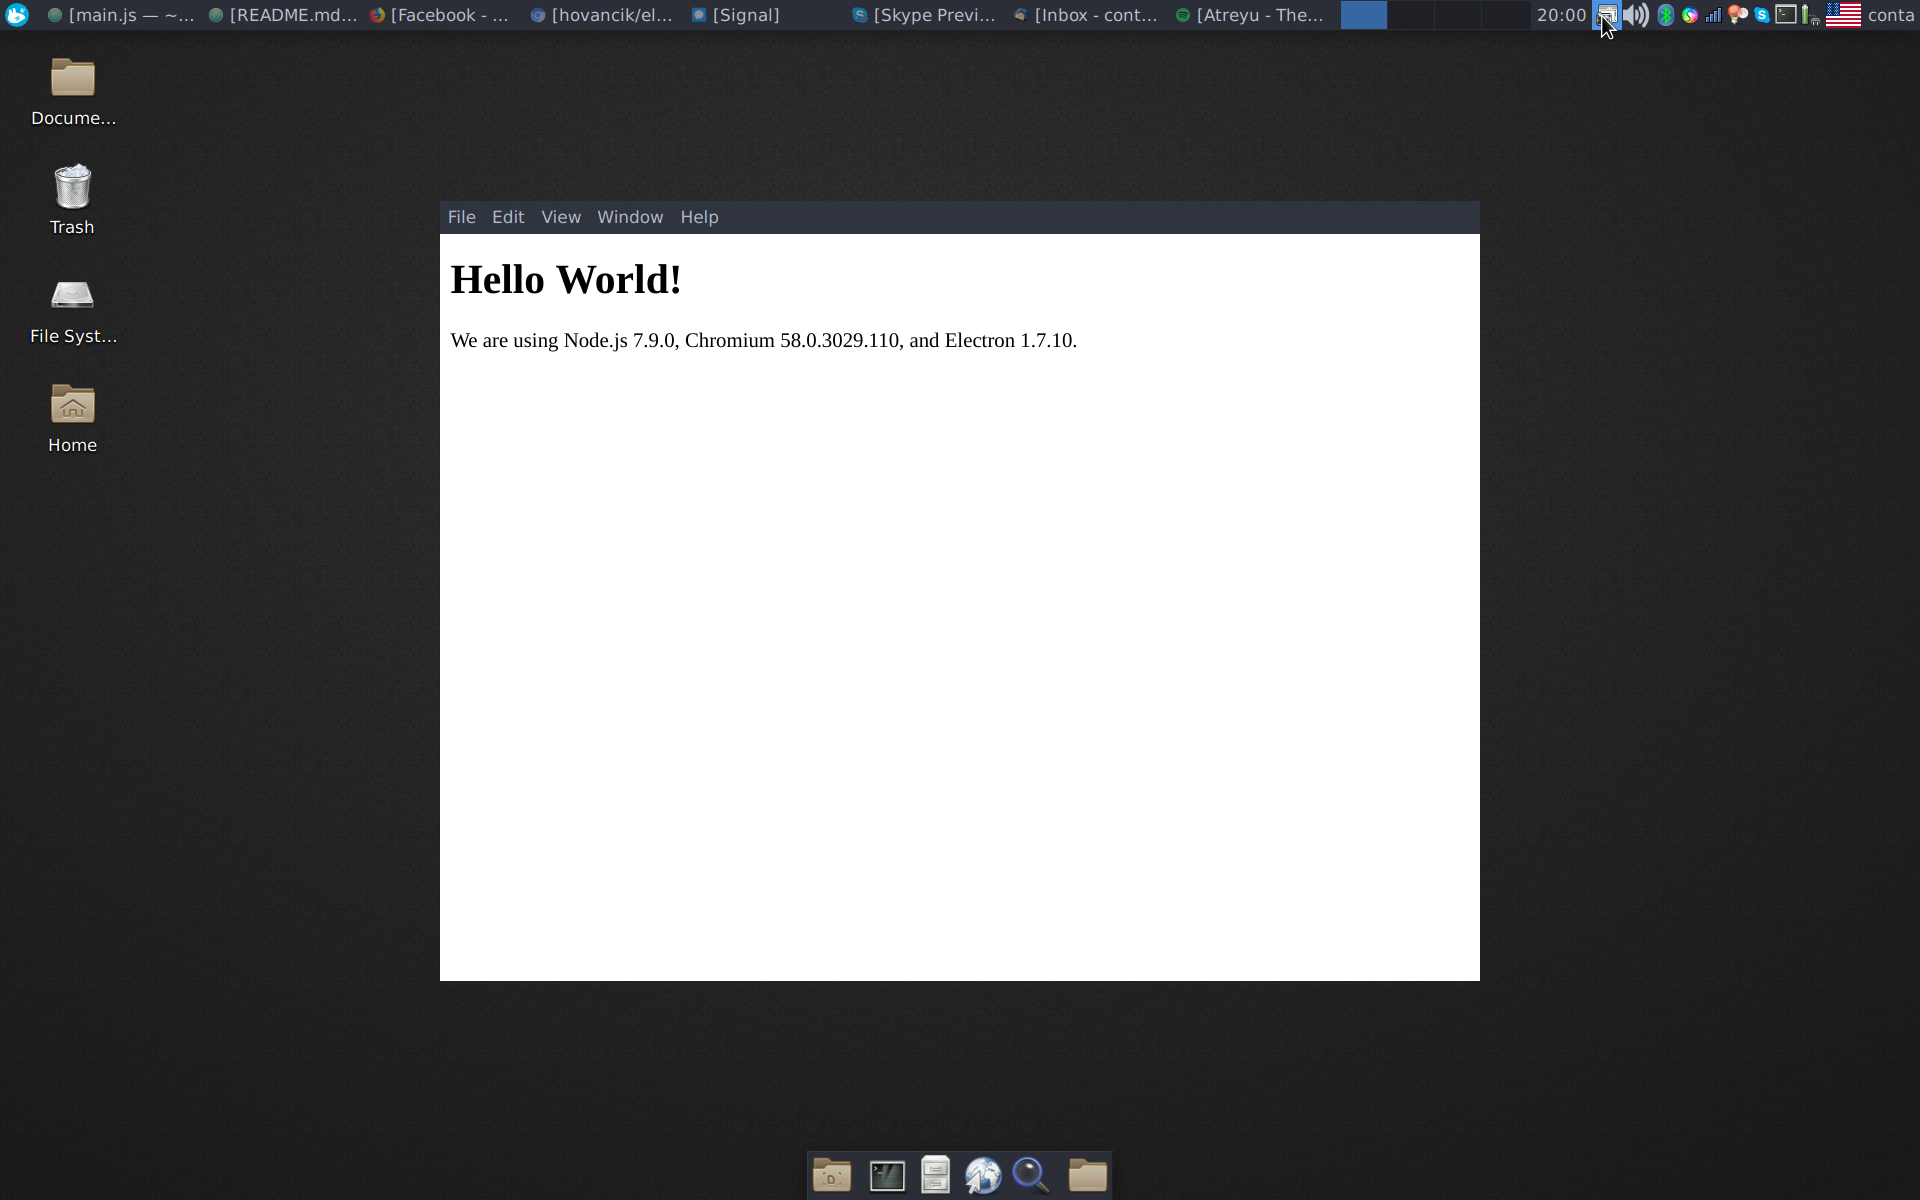 [main.js — ~... [README.md... [Facebook - ... [hovancik/el... [Signal] [Skype Previ... [Inbox - cont... [Atreyu - The... 20:00 conta
Docume...
Trash
File Syst...
Home
File Edit View Window Help
Hello World!
We are using Node.js 7.9.0, Chromium 58.0.3029.110, and Electron 1.7.10.
D